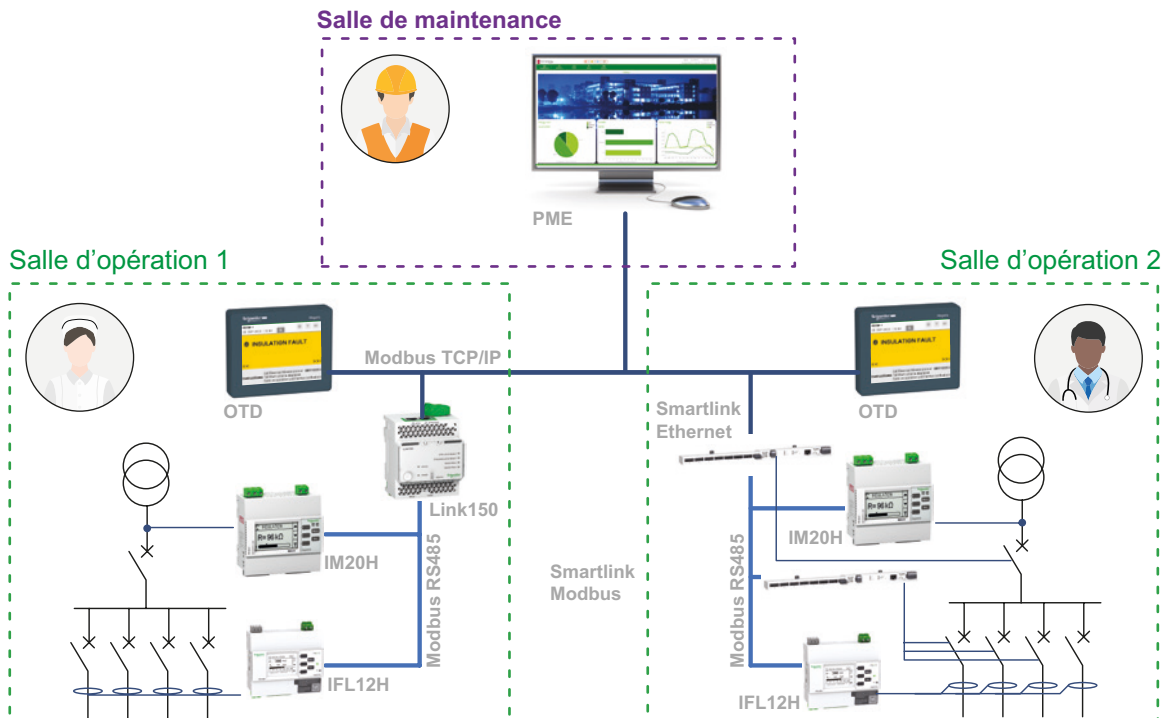 Salle de maintenance
PME
Salle d'opération 1
Salle d'opération 2
INSULATION FAULT
INSULATION FAULT
Modbus TCP/IP
OTD
OTD
Smartlink
Ethernet
Link150
R= 96 kΩ
R= 96 kΩ
IM20H
IM20H
Modbus RS485
Smartlink
Modbus
Modbus RS485
IFL12H
IFL12H